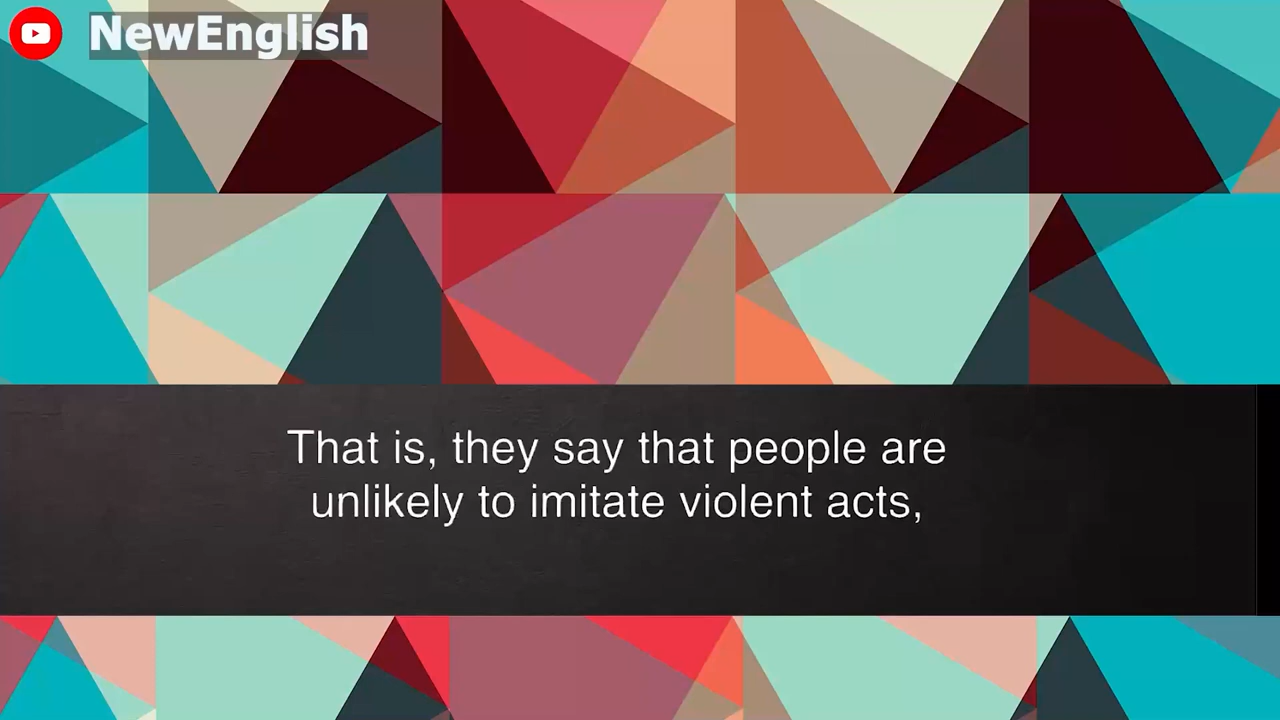 NewEnglish
That is, they say that people are
unlikely to imitate violent acts,